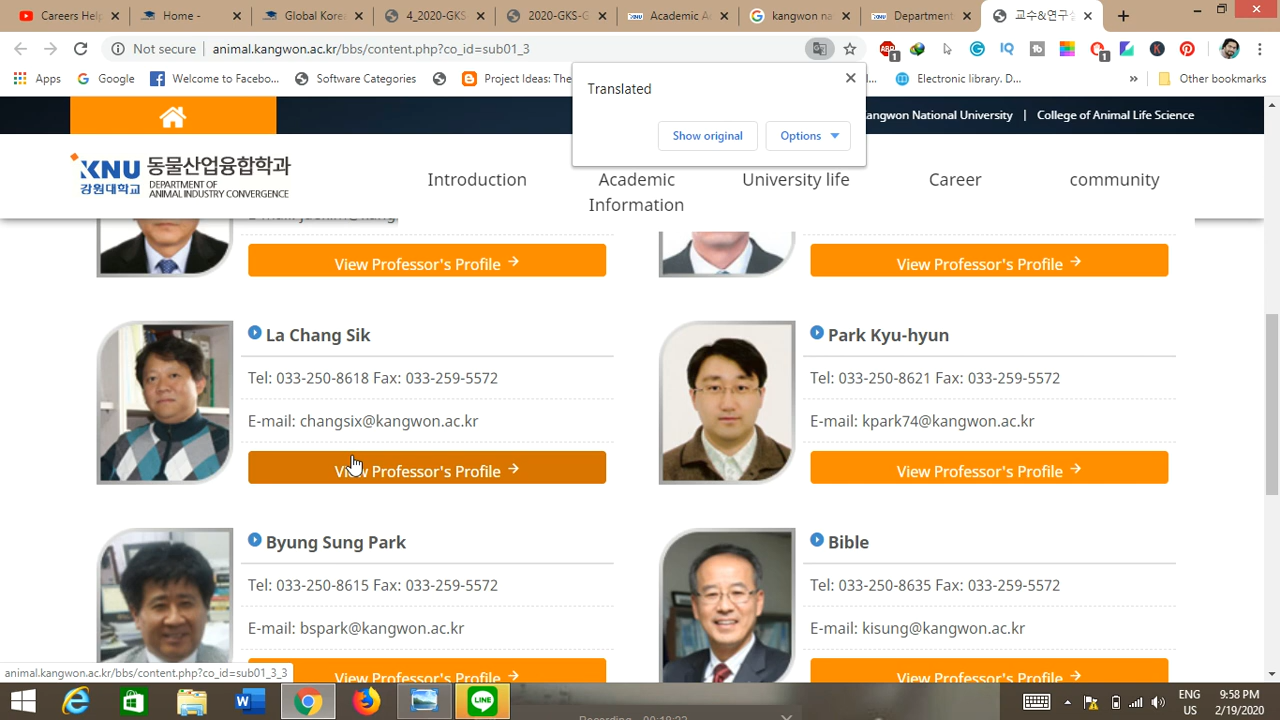 Careers Help
Home -
Global Kore
4_2020-GKS-
2020-GKS-G
Academic A
kangwon na
Department
교수&연구실
Not secure
animal.kangwon.ac.kr/bbs/content.php?co_id=sub01_3
Apps
Google
Welcome to Facebo...
Software Categories
Project Ideas: The
Electronic library. D...
»
Other bookmarks
Translated
Show original
Options
angwon National University | College of Animal Life Science
KNU 동물산업융합학과
강원대학교 DEPARTMENT OF
ANIMAL INDUSTRY CONVERGENCE
Introduction
Academic
Information
University life
Career
community
View Professor's Profile →
View Professor's Profile →
La Chang Sik
Tel: 033-250-8618 Fax: 033-259-5572
E-mail: changsix@kangwon.ac.kr
View Professor's Profile →
Park Kyu-hyun
Tel: 033-250-8621 Fax: 033-259-5572
E-mail: kpark74@kangwon.ac.kr
View Professor's Profile →
Byung Sung Park
Tel: 033-250-8615 Fax: 033-259-5572
E-mail: bspark@kangwon.ac.kr
View Professor's Profile →
Bible
Tel: 033-250-8635 Fax: 033-259-5572
E-mail: kisung@kangwon.ac.kr
View Professor's Profile →
animal.kangwon.ac.kr/bbs/content.php?co_id=sub01_3_3
ENG
US
9:58 PM
2/19/2020